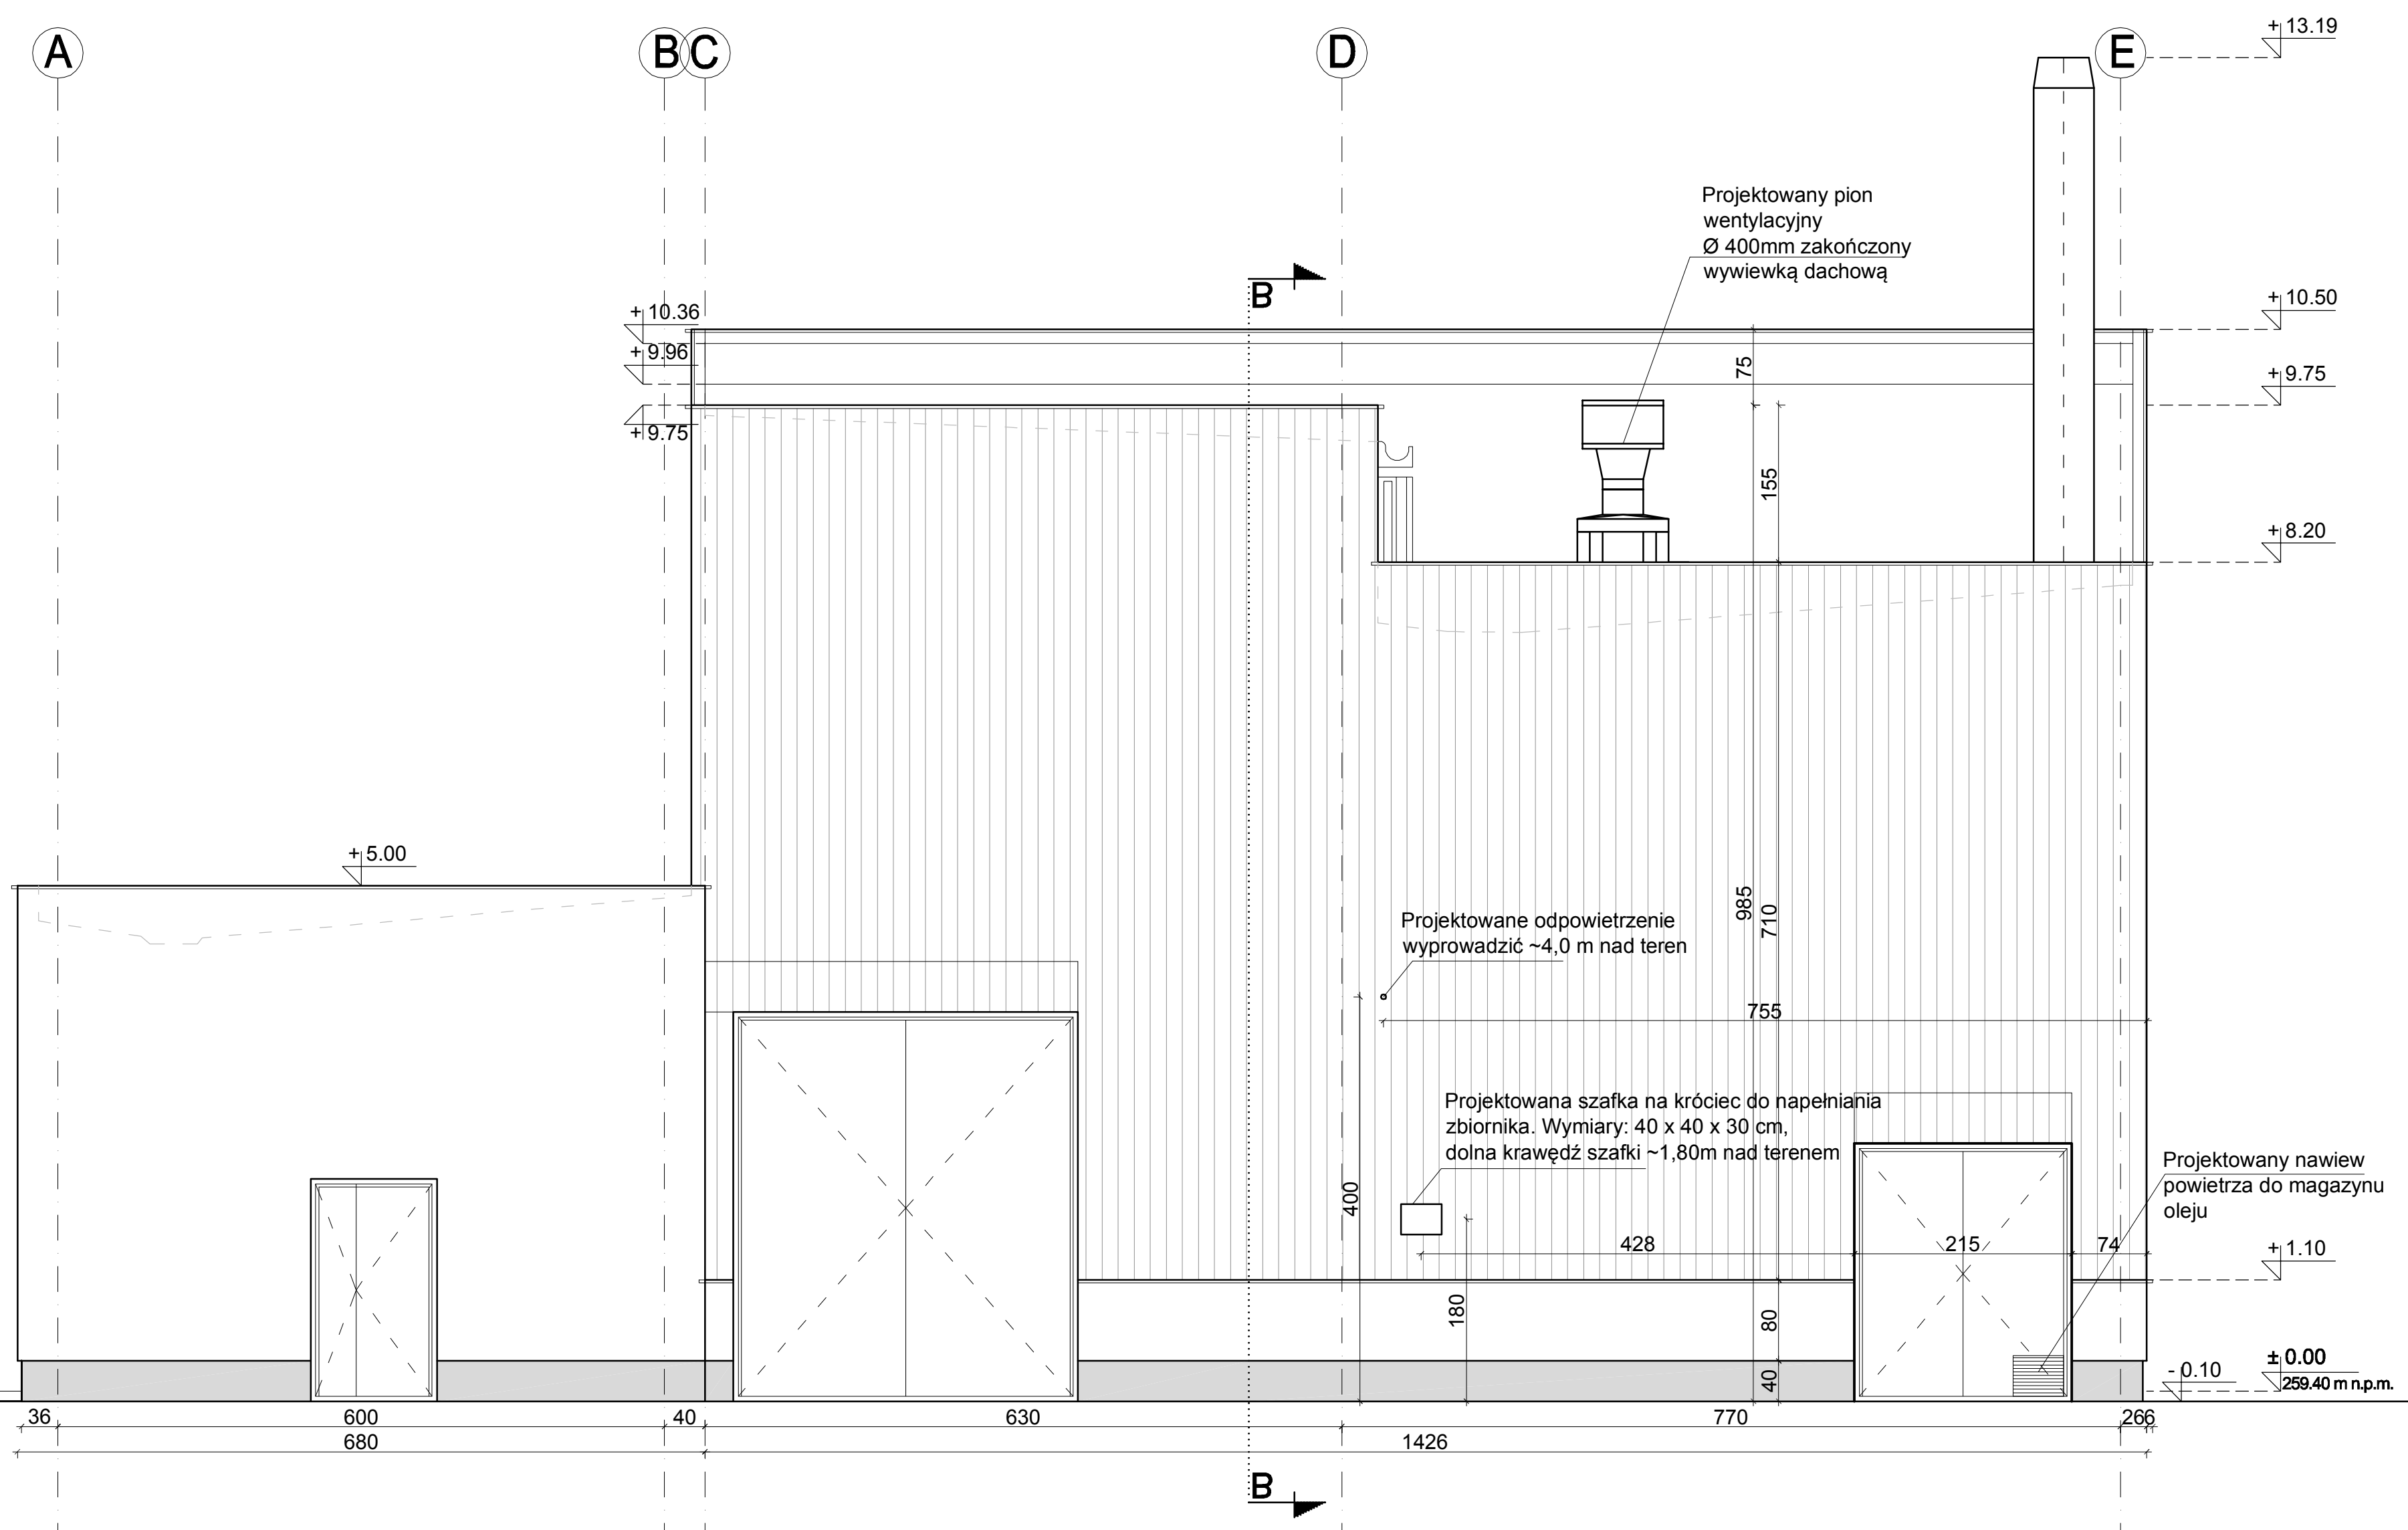 A
B
C
D
E
+ 13.19
Projektowany pion
wentylacyjny
Ø 400mm zakończony
wywiewką dachową
B
+ 10.36
+ 9.96
+ 9.75
+ 10.50
+ 9.75
+ 8.20
75
155
+ 5.00
985
710
Projektowane odpowietrzenie
wyprowadzić ~4,0 m nad teren
755
Projektowana szafka na króciec do napełniania
zbiornika. Wymiary: 40 x 40 x 30 cm,
dolna krawędź szafki ~1,80m nad terenem
Projektowany nawiew
powietrza do magazynu
oleju
400
428
215
74
+ 1.10
180
80
40
± 0.00
- 0.10
259.40 m n.p.m.
36
600
40
630
770
26
6
680
1426
B